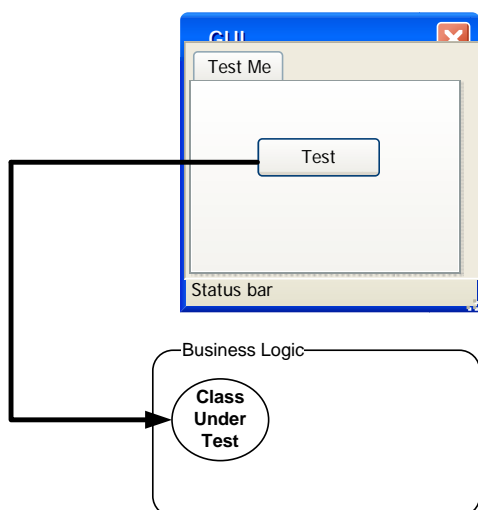 GUI
Test Me
Test
Status bar
Business Logic
Class
Under
Test